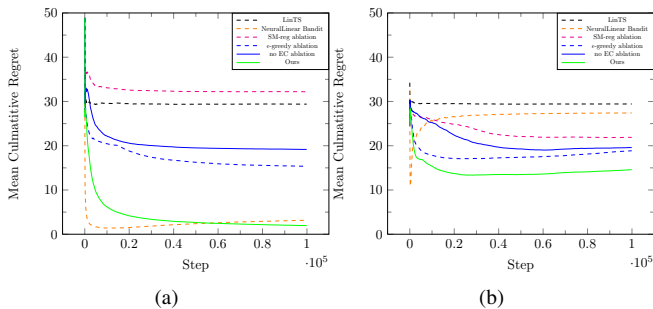 50
40
30
20
10
0
0
0.2
0.4
0.6
0.8
1
·10⁵
Step
Mean Culmatitive Regret
LinTS
NeuralLinear Bandit
SM-reg ablation
ε-greedy ablation
no EC ablation
Ours
(a)
50
40
30
20
10
0
0
0.2
0.4
0.6
0.8
1
·10⁵
Step
Mean Culmatitive Regret
LinTS
NeuralLinear Bandit
SM-reg ablation
ε-greedy ablation
no EC ablation
Ours
(b)